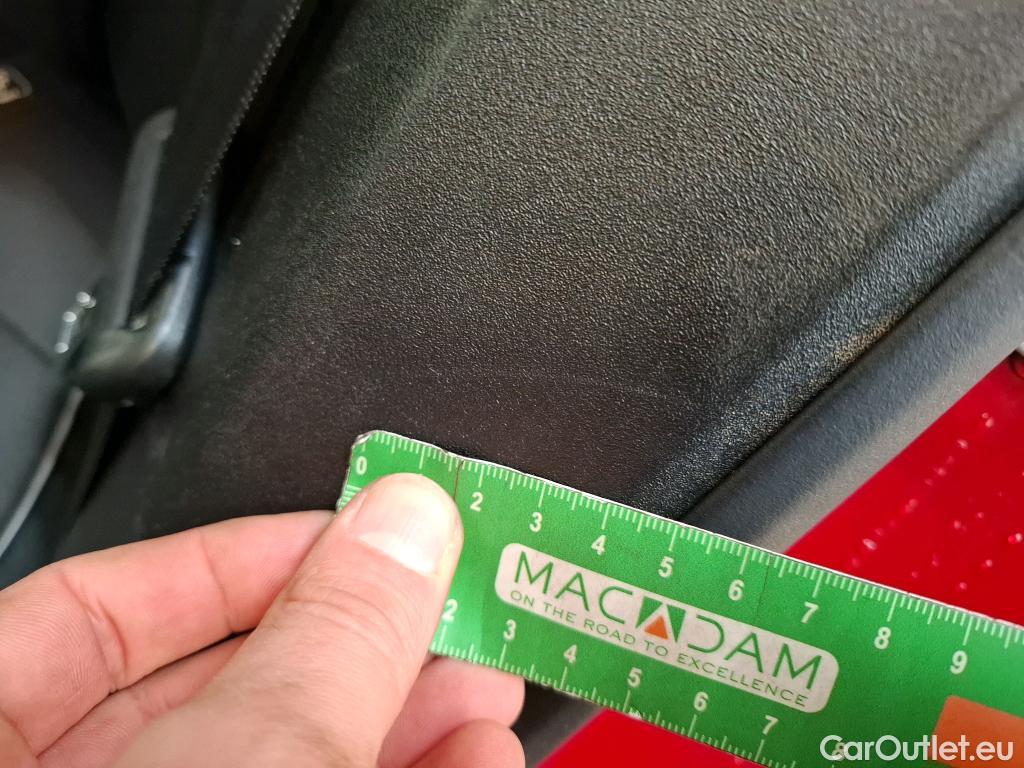 0 2 3 4 5 6 7 8 9
MACADAM
ON THE ROAD TO EXCELLENCE
2 3 4 5 6 7 8
CarOutlet.eu